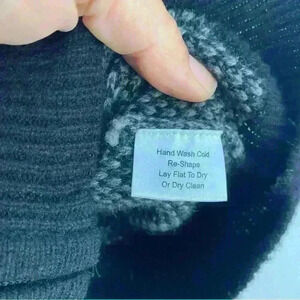 Hand Wash Cold
Re-Shape
Lay Flat To Dry
Or Dry Clean